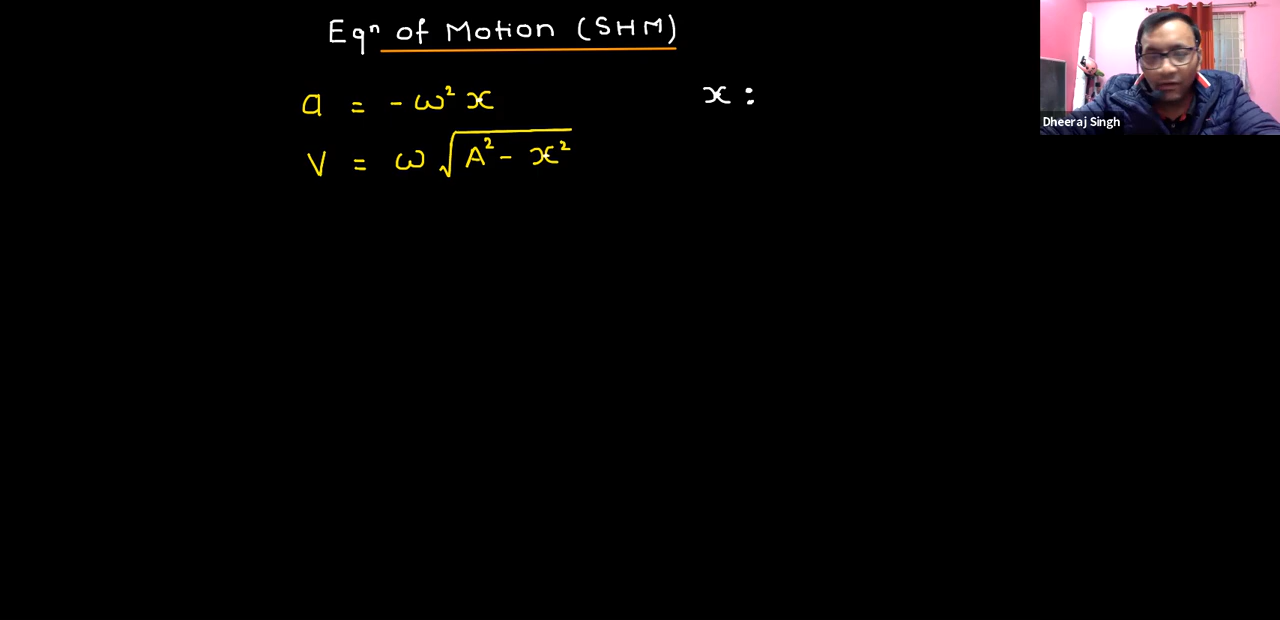 Eqⁿ of Motion (SHM)
a = - ω² x
x :
v = ω √(A² - x²)
Dheeraj Singh